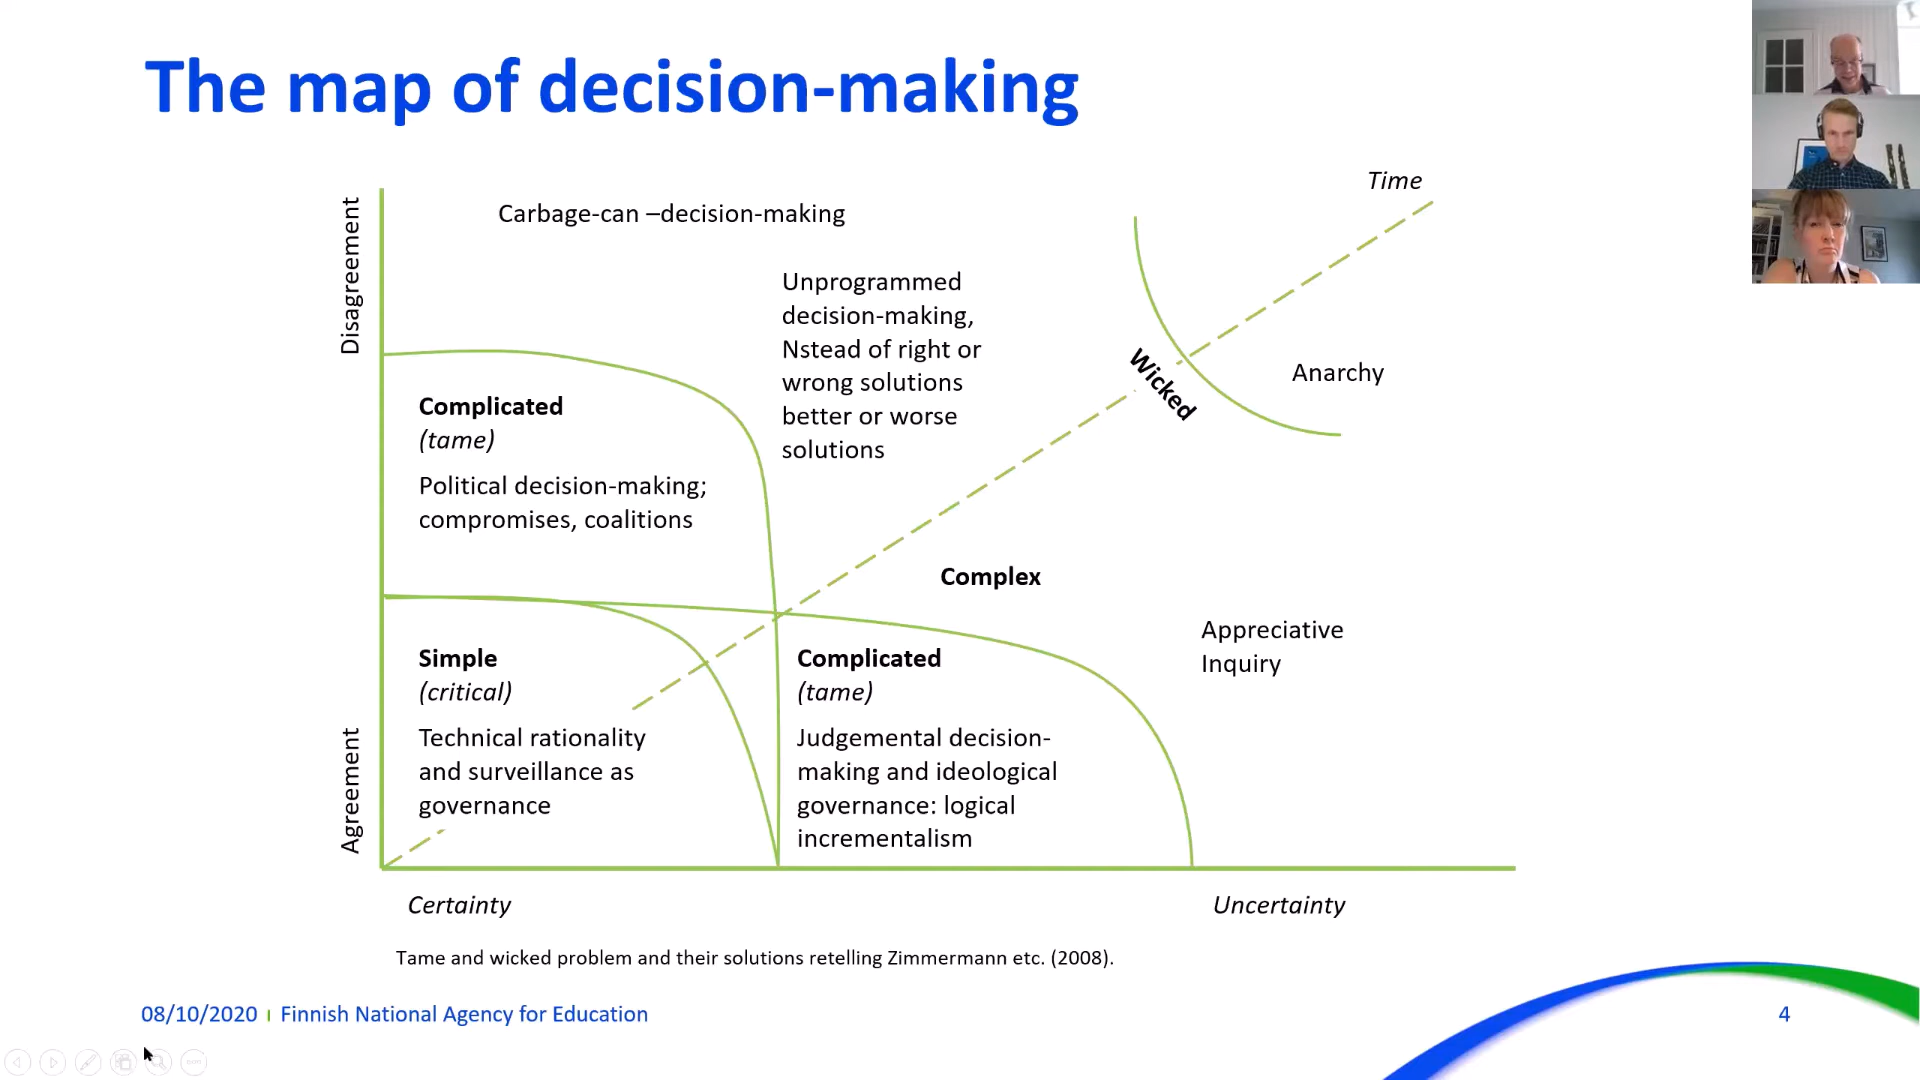 The map of decision-making
Time
Disagreement
Carbage-can –decision-making
Unprogrammed
decision-making,
Nstead of right or
wrong solutions
better or worse
solutions
Wicked
Anarchy
Complicated
(tame)
Political decision-making;
compromises, coalitions
Complex
Appreciative
Inquiry
Agreement
Simple
(critical)
Technical rationality
and surveillance as
governance
Complicated
(tame)
Judgemental decision-
making and ideological
governance: logical
incrementalism
Certainty
Uncertainty
Tame and wicked problem and their solutions retelling Zimmermann etc. (2008).
08/10/2020 I Finnish National Agency for Education
4